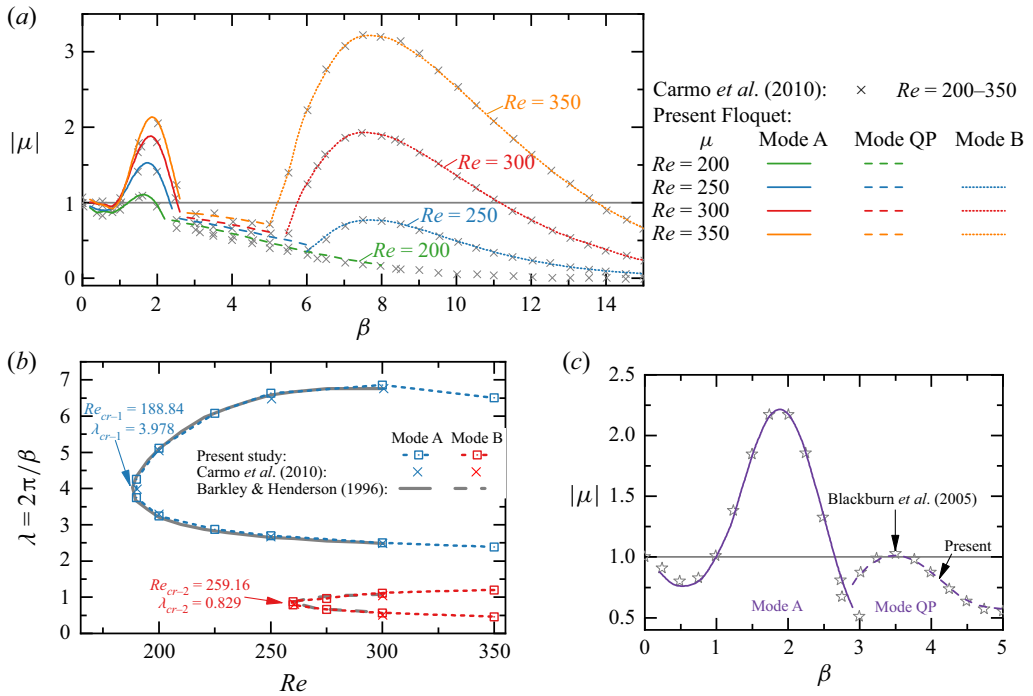 (a)
3
2
1
0
|μ|
0 2 4 6 8 10 12 14
β
Re = 350
Re = 300
Re = 250
Re = 200
Carmo et al. (2010): × Re = 200–350
Present Floquet:
μ Mode A Mode QP Mode B
Re = 200
Re = 250
Re = 300
Re = 350
(b)
7
6
5
4
3
2
1
0
λ = 2π/β
200 250 300 350
Re
Re_cr–1 = 188.84
λ_cr–1 = 3.978
Mode A Mode B
Present study:
Carmo et al. (2010):
Barkley & Henderson (1996):
Re_cr–2 = 259.16
λ_cr–2 = 0.829
(c)
2.5
2.0
1.5
1.0
0.5
|μ|
0 1 2 3 4 5
β
Blackburn et al. (2005)
Present
Mode A
Mode QP